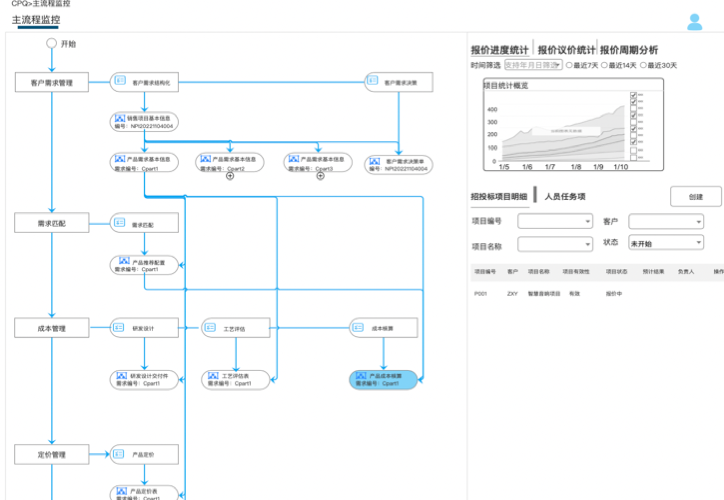 CPQ>主流程监控
主流程监控
开始
客户需求管理
客户需求结构化
客户需求决策
销售项目基本信息
编号：NPI20221104004
产品需求基本信息
需求编号：Cpart1
产品需求基本信息
需求编号：Cpart2
产品需求基本信息
需求编号：Cpart3
客户需求决策单
编号：NPI20221104004
需求匹配
需求匹配
产品推荐配置
需求编号：Cpart1
成本管理
研发设计
工艺评估
成本核算
研发设计交付件
需求编号：Cpart1
工艺评估表
需求编号：Cpart1
产品成本核算
需求编号：Cpart1
定价管理
产品定价
产品定价表
需求编号：Cpart1
报价进度统计 报价议价统计 报价周期分析
时间筛选 支持年月日筛选 最近7天 最近14天 最近30天
项目统计概览
400
300
200
100
0
1/5 1/6 1/7 1/8 1/9 1/10
招投标项目明细 人员任务项
创建
项目编号 客户
项目名称 状态 未开始
项目编号 客户 项目名称 项目有效性 项目状态 预计结果 负责人 操作
P001 ZXY 智慧音响项目 有效 报价中